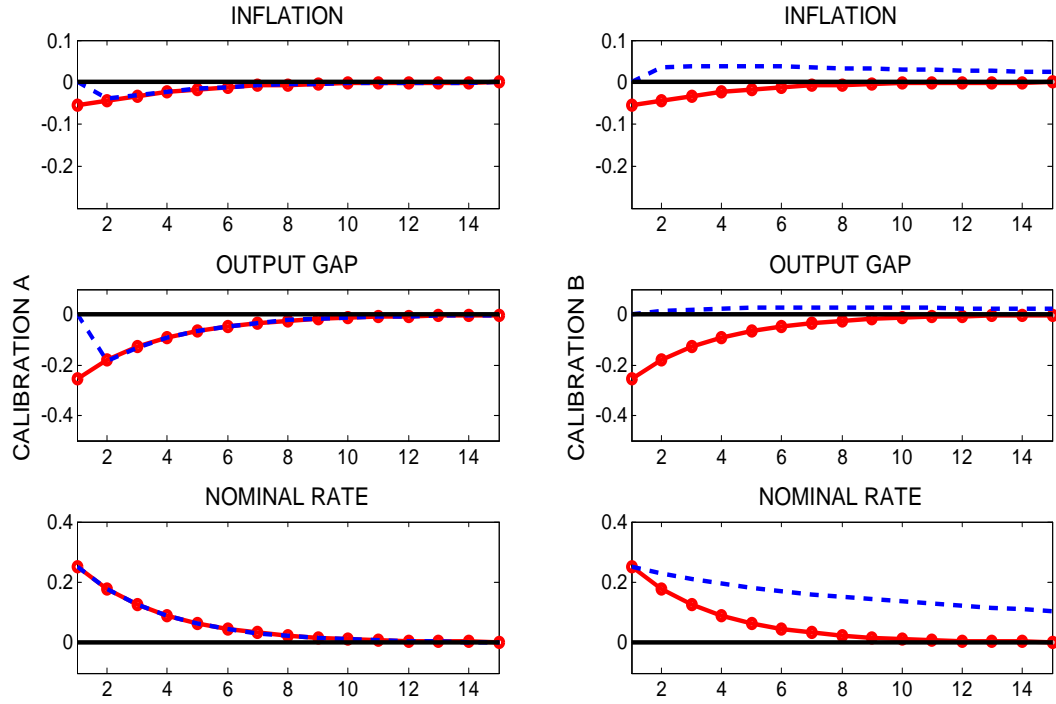 INFLATION
0.1
0
-0.1
-0.2
2 4 6 8 10 12 14
INFLATION
0.1
0
-0.1
-0.2
2 4 6 8 10 12 14
CALIBRATION A
OUTPUT GAP
0
-0.2
-0.4
2 4 6 8 10 12 14
CALIBRATION B
OUTPUT GAP
0
-0.2
-0.4
2 4 6 8 10 12 14
NOMINAL RATE
0.4
0.2
0
2 4 6 8 10 12 14
NOMINAL RATE
0.4
0.2
0
2 4 6 8 10 12 14